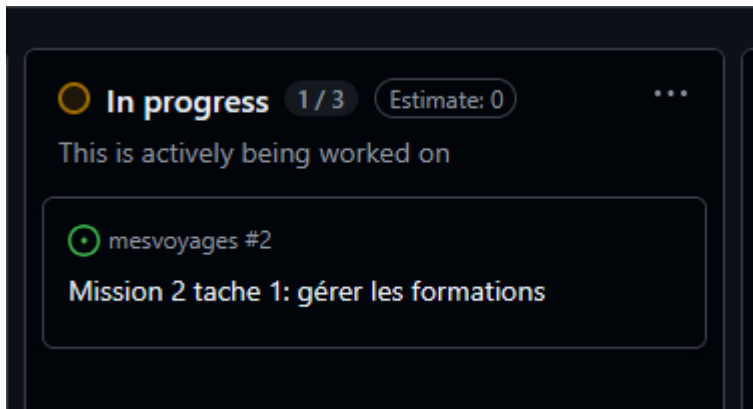 In progress 1 / 3 Estimate: 0
This is actively being worked on
mesvoyages #2
Mission 2 tache 1: gérer les formations